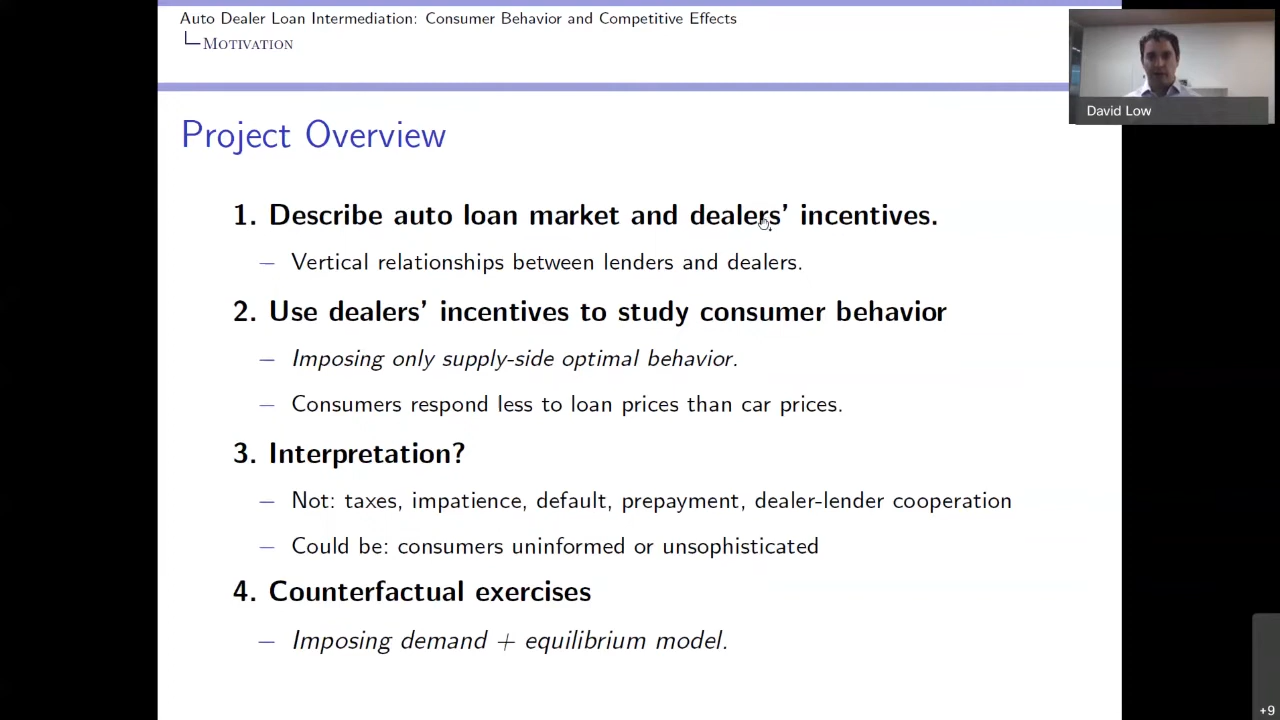 Auto Dealer Loan Intermediation: Consumer Behavior and Competitive Effects
Motivation
David Low
Project Overview
1. Describe auto loan market and dealers' incentives.
– Vertical relationships between lenders and dealers.
2. Use dealers' incentives to study consumer behavior
– Imposing only supply-side optimal behavior.
– Consumers respond less to loan prices than car prices.
3. Interpretation?
– Not: taxes, impatience, default, prepayment, dealer-lender cooperation
– Could be: consumers uninformed or unsophisticated
4. Counterfactual exercises
– Imposing demand + equilibrium model.
+9